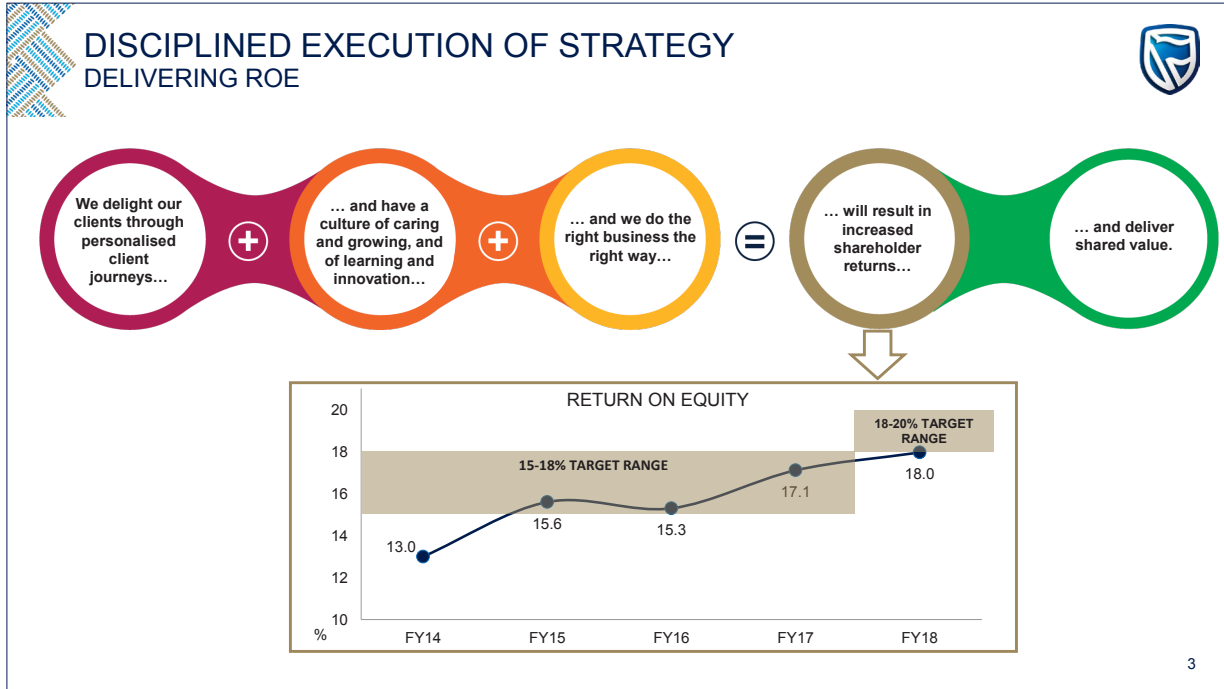 DISCIPLINED EXECUTION OF STRATEGY
DELIVERING ROE
We delight our
clients through
personalised
client
journeys…
+
… and have a
culture of caring
and growing, and
of learning and
innovation…
+
… and we do the
right business the
right way…
=
… will result in
increased
shareholder
returns…
… and deliver
shared value.
RETURN ON EQUITY
20
18
16
14
12
10
%
15-18% TARGET RANGE
18-20% TARGET
RANGE
13.0
15.6
15.3
17.1
18.0
FY14
FY15
FY16
FY17
FY18
3